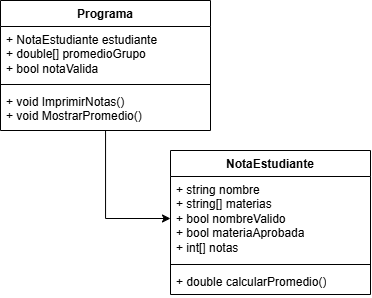 Programa
+ NotaEstudiante estudiante
+ double[] promedioGrupo
+ bool notaValida
+ void ImprimirNotas()
+ void MostrarPromedio()
NotaEstudiante
+ string nombre
+ string[] materias
+ bool nombreValido
+ bool materiaAprobada
+ int[] notas
+ double calcularPromedio()